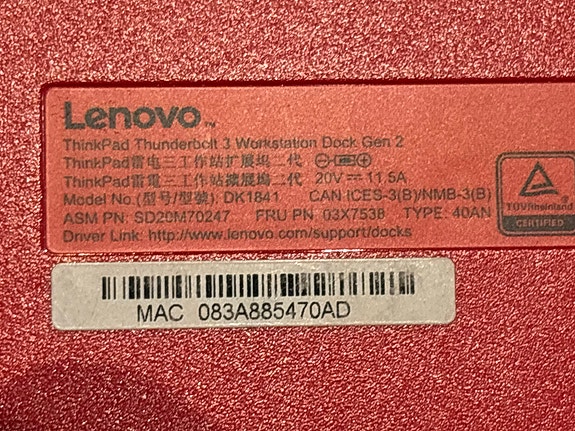 Lenovo™
ThinkPad Thunderbolt 3 Workstation Dock Gen 2
ThinkPad雷电三工作站扩展坞二代
ThinkPad雷電三工作站擴展塢二代 20V 11.5A
Model No.(型号/型號): DK1841 CAN ICES-3(B)/NMB-3(B)
ASM PN: SD20M70247 FRU PN 03X7538 TYPE: 40AN
Driver Link: http://www.lenovo.com/support/docks
TÜVRheinland
CERTIFIED
MAC 083A885470AD